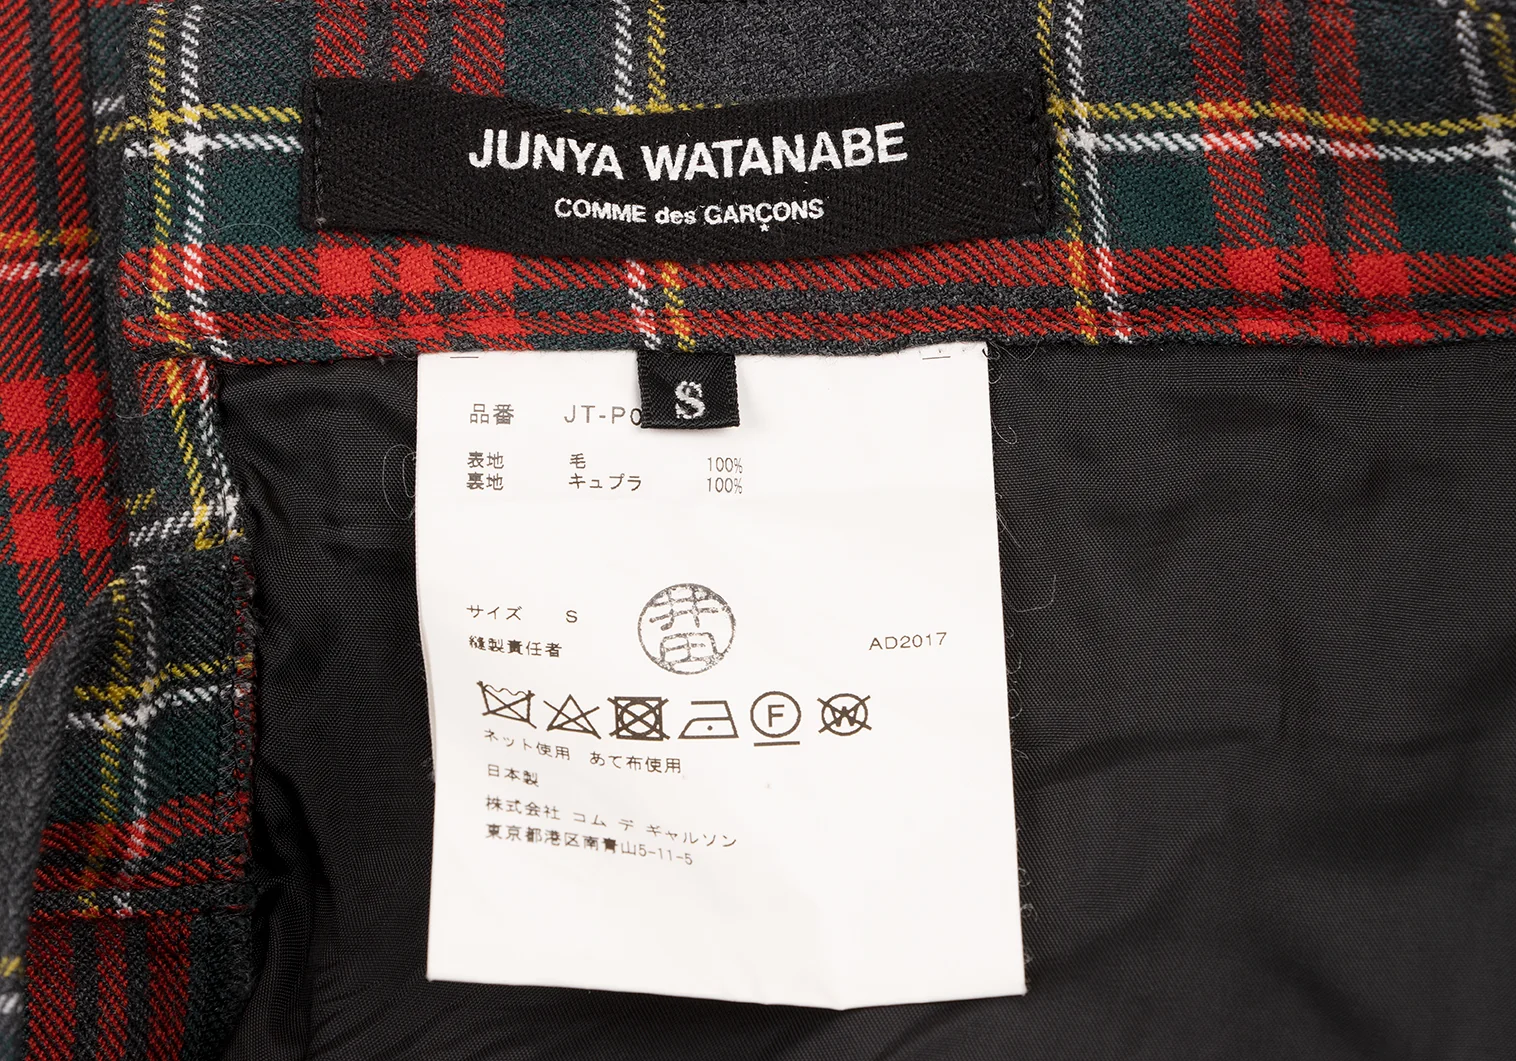 JUNYA WATANABE
COMME des GARÇONS
S
品番 JT-P0
表地 毛 100%
裏地 キュプラ 100%
サイズ S
井田
縫製責任者
AD2017
F W
ネット使用 あて布使用
日本製
株式会社 コム デ ギャルソン
東京都港区南青山5-11-5